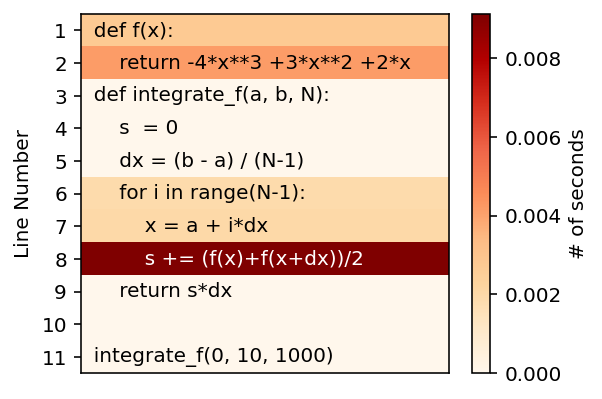 1 def f(x):
2 return -4*x**3 +3*x**2 +2*x
3 def integrate_f(a, b, N):
4 s = 0
5 dx = (b - a) / (N-1)
6 for i in range(N-1):
7 x = a + i*dx
8 s += (f(x)+f(x+dx))/2
9 return s*dx
10
11 integrate_f(0, 10, 1000)
Line Number
0.008
0.006
0.004
0.002
0.000
# of seconds